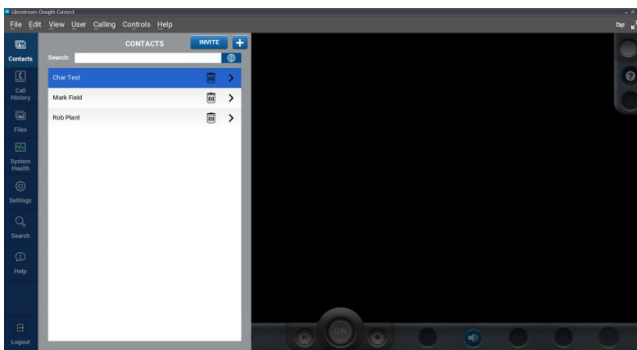 Librestream Onsight Connect
File Edit View User Calling Controls Help
CONTACTS
INVITE
+
Search:
Contacts
Char Test
Mark Field
Rob Plant
Call
History
Files
System
Health
Settings
Search
Help
Logout
ON